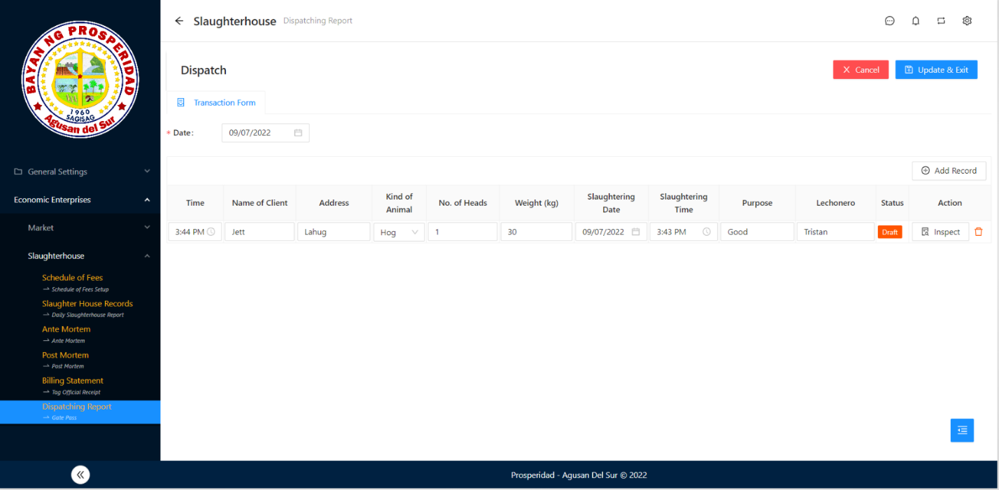 BAYAN NG PROSPERIDAD
1960
SAGISAG
Agusan del Sur
General Settings
Economic Enterprises
Market
Slaughterhouse
Schedule of Fees
Schedule of Fees Setup
Slaughter House Records
Daily Slaughterhouse Report
Ante Mortem
Ante Mortem
Post Mortem
Post Mortem
Billing Statement
Tag Official Receipt
Dispatching Report
Gate Pass
Slaughterhouse Dispatching Report
Dispatch
Cancel Update & Exit
Transaction Form
* Date: 09/07/2022
Add Record
Time Name of Client Address Kind of Animal No. of Heads Weight (kg) Slaughtering Date Slaughtering Time Purpose Lechonero Status Action
3:44 PM Jett Lahug Hog 1 30 09/07/2022 3:43 PM Good Tristan Draft Inspect
Prosperidad - Agusan Del Sur © 2022